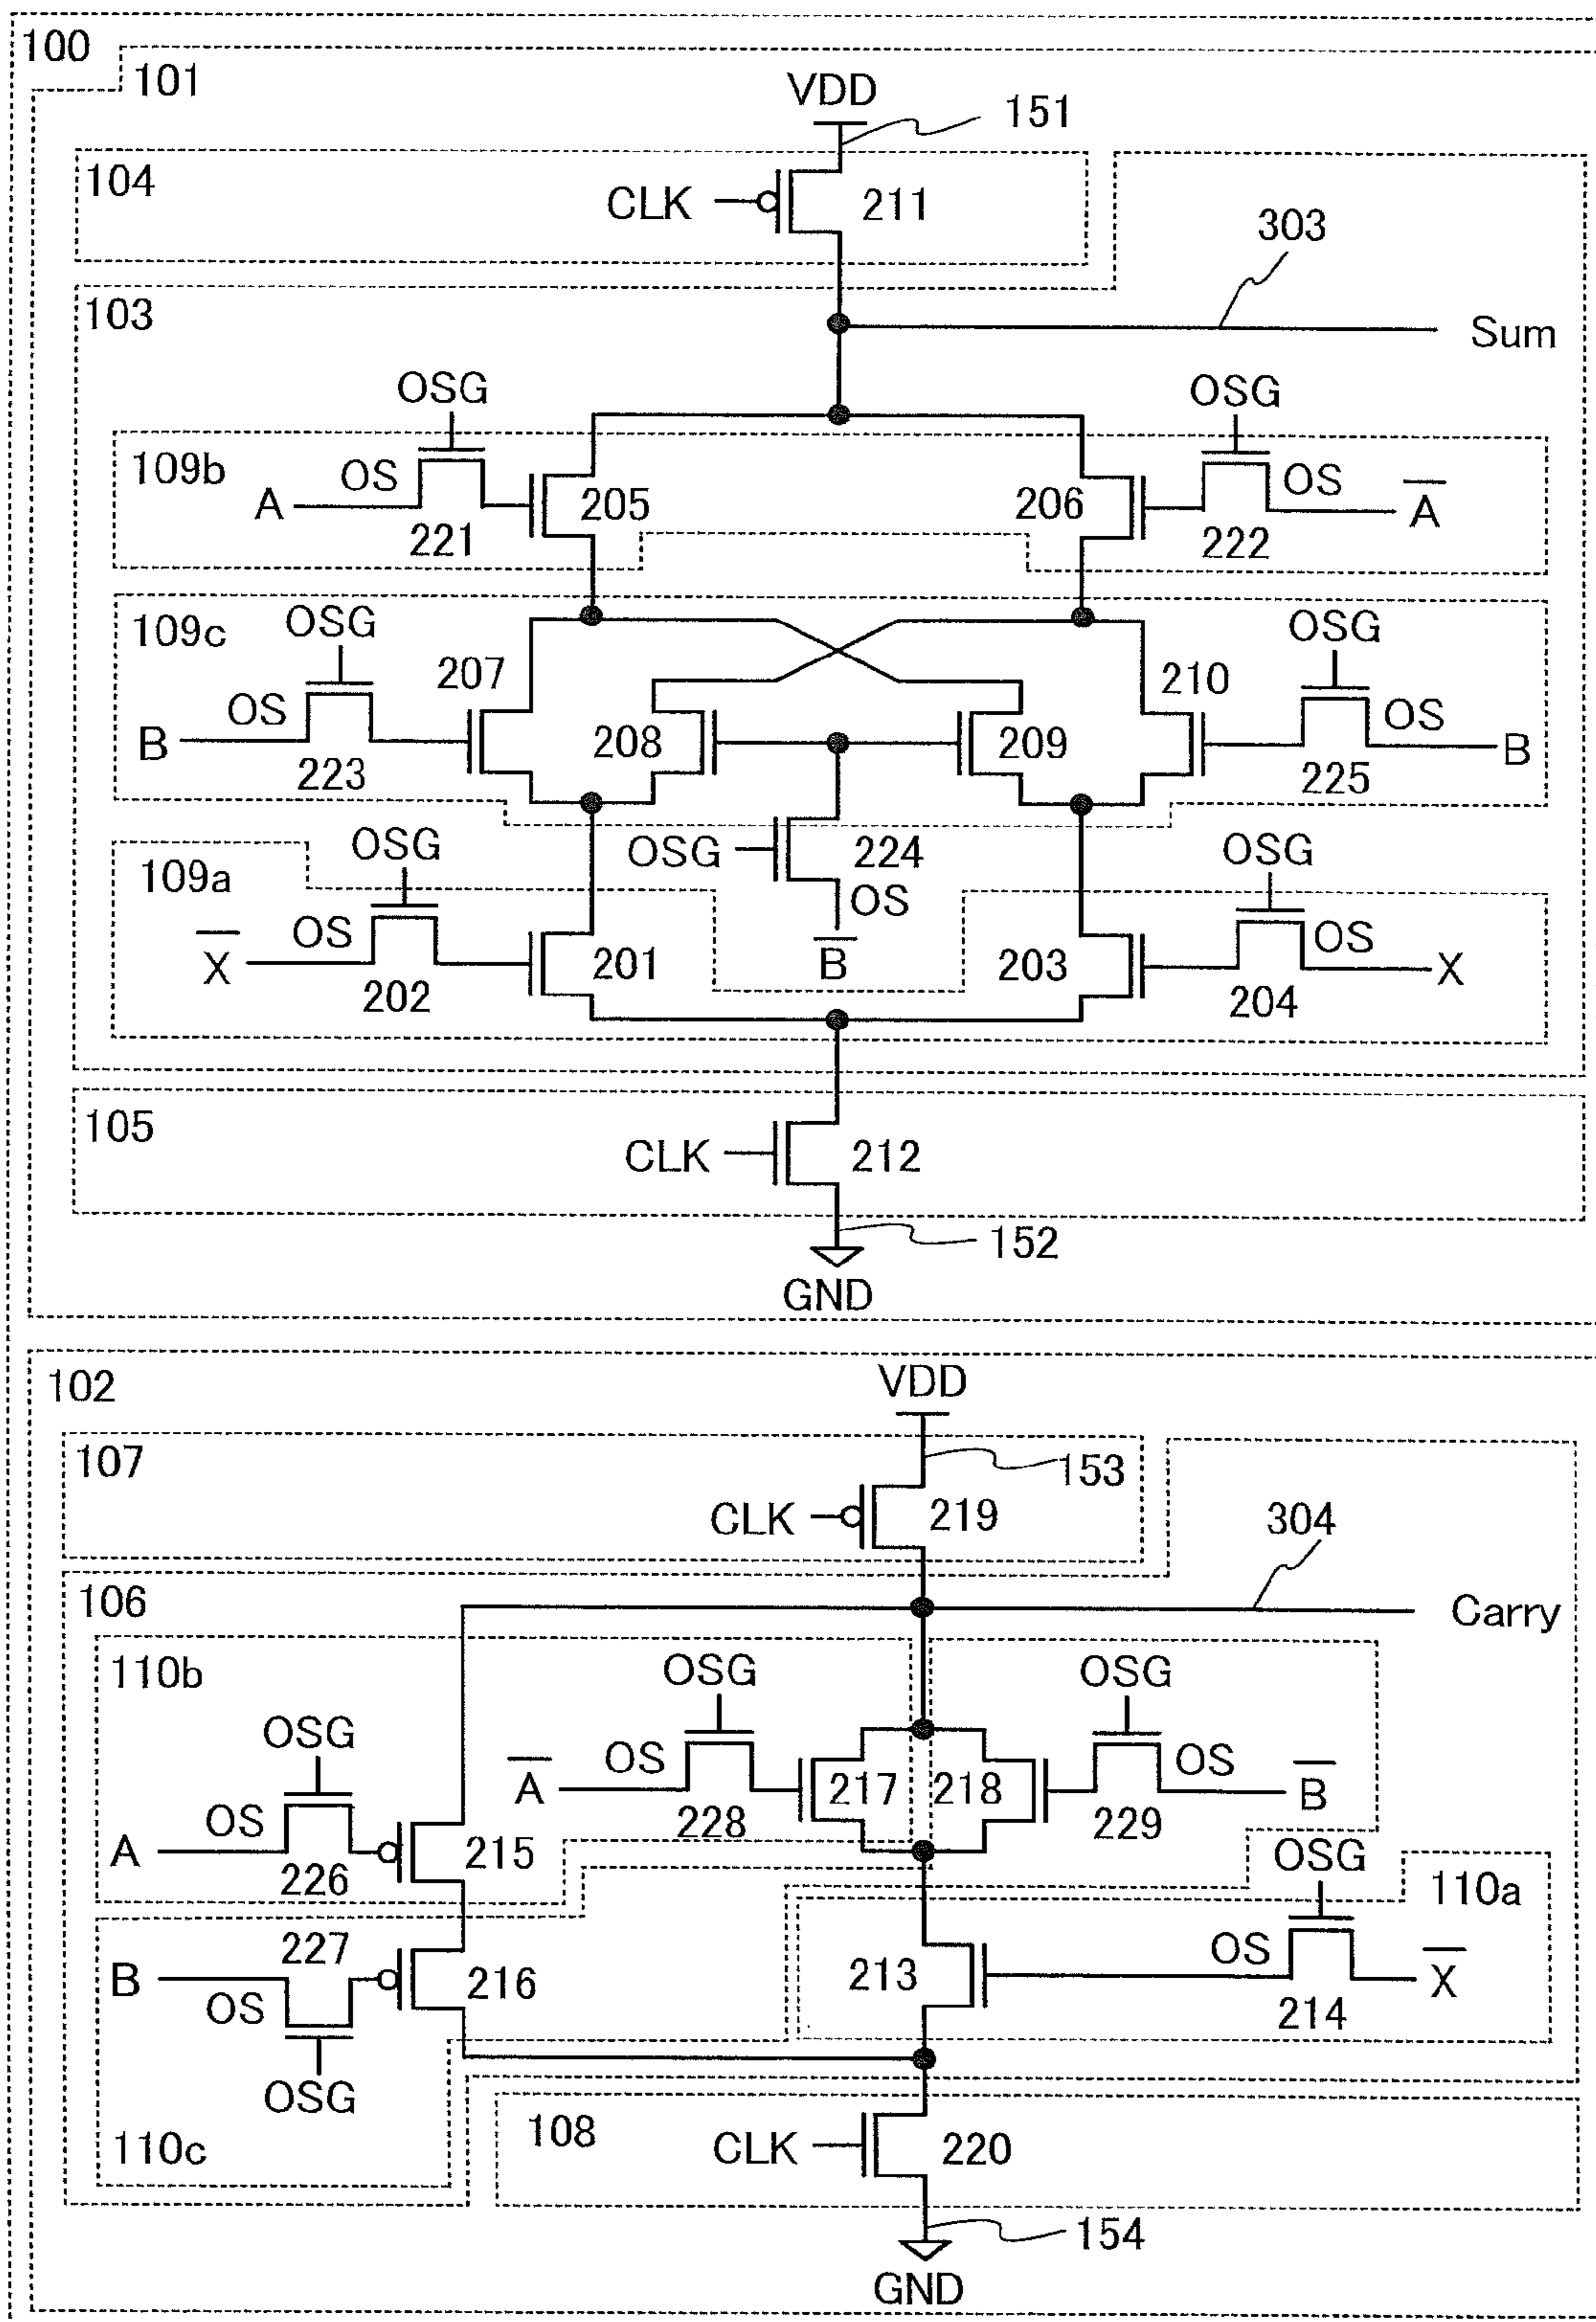 100
101
VDD
151
104
CLK
211
303
103
Sum
OSG
OSG
109b
OS
OS
A
205
206
A̅
221
222
109c
OSG
OSG
207
210
OS
OS
B
208
209
B
223
225
OSG
224
OSG
OSG
109a
OS
OS
OS
X̅
201
B̅
203
X
202
204
105
CLK
212
152
GND
102
VDD
107
153
CLK
219
304
106
Carry
110b
OSG
OSG
OSG
A̅
OS
OS
217
218
B̅
OS
228
229
A
215
OSG
226
110a
227
B
OS
216
213
OS
X̅
214
OSG
108
110c
CLK
220
154
GND